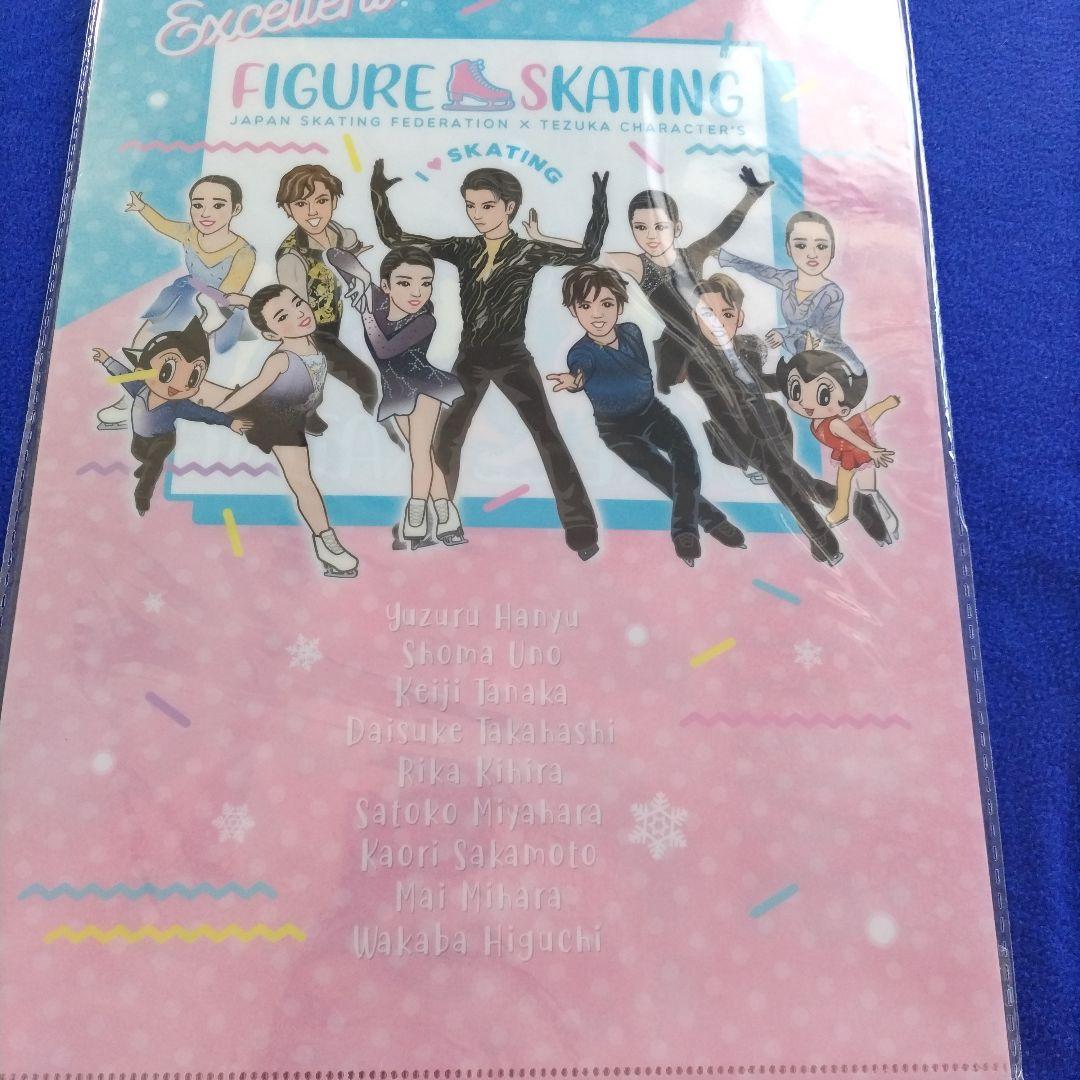 Excellent!
FIGURE SKATING
JAPAN SKATING FEDERATION × TEZUKA CHARACTER'S
I ♥ SKATING
Yuzuru Hanyu
Shoma Uno
Keiji Tanaka
Daisuke Takahashi
Rika Kihira
Satoko Miyahara
Kaori Sakamoto
Mai Mihara
Wakaba Higuchi